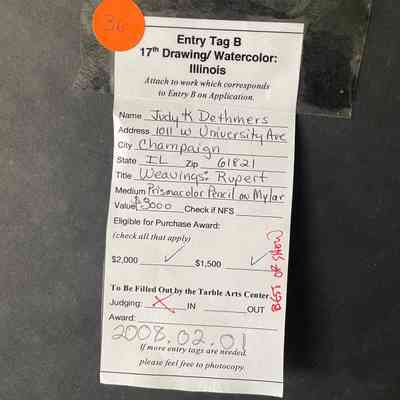 36
Entry Tag B
17th Drawing/ Watercolor:
Illinois
Attach to work which corresponds
to Entry B on Application.
Name Judy K Dethmers
Address 1011 W University Ave
City Champaign
State IL Zip 61821
Title Weavings: Rupert
Medium Prismacolor Pencil on Mylar
Value $3000 Check if NFS
Eligible for Purchase Award:
(check all that apply)
$2,000 ✓ $1,500 ✓
BEST OF SHOW
To Be Filled Out by the Tarble Arts Center
Judging: X IN OUT
Award:
2008.02.01
If more entry tags are needed,
please feel free to photocopy.